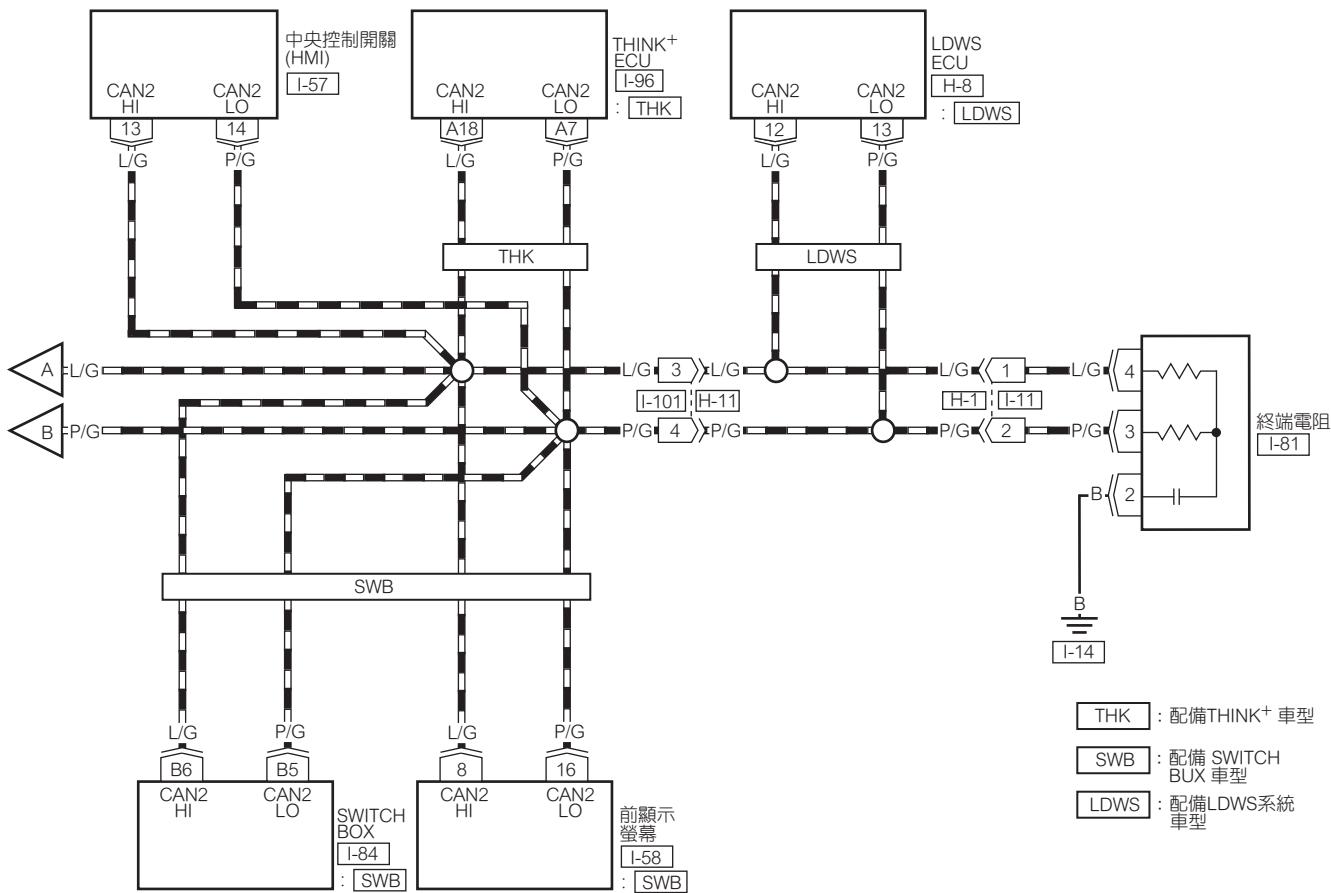 中央控制開關
(HMI)
I-57
CAN2
HI
CAN2
LO
13
14
L/G
P/G
THINK+
ECU
I-96
: THK
CAN2
HI
CAN2
LO
A18
A7
L/G
P/G
LDWS
ECU
H-8
: LDWS
CAN2
HI
CAN2
LO
12
13
L/G
P/G
THK
LDWS
A
L/G
L/G
3
L/G
L/G
1
L/G
4
I-101
H-11
H-1
I-11
B
P/G
P/G
4
P/G
P/G
2
P/G
3
終端電阻
I-81
B
2
B
I-14
SWB
L/G
P/G
L/G
P/G
B6
B5
8
16
CAN2
HI
CAN2
LO
SWITCH
BOX
I-84
: SWB
CAN2
HI
CAN2
LO
前顯示
螢幕
I-58
: SWB
THK : 配備THINK+ 車型
SWB : 配備 SWITCH
BUX 車型
LDWS : 配備LDWS系統
車型